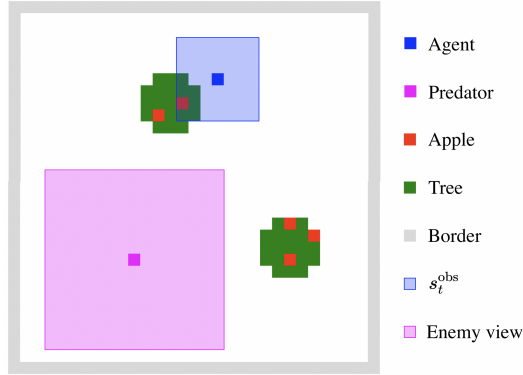 Agent
Predator
Apple
Tree
Border
s_t^obs
Enemy view